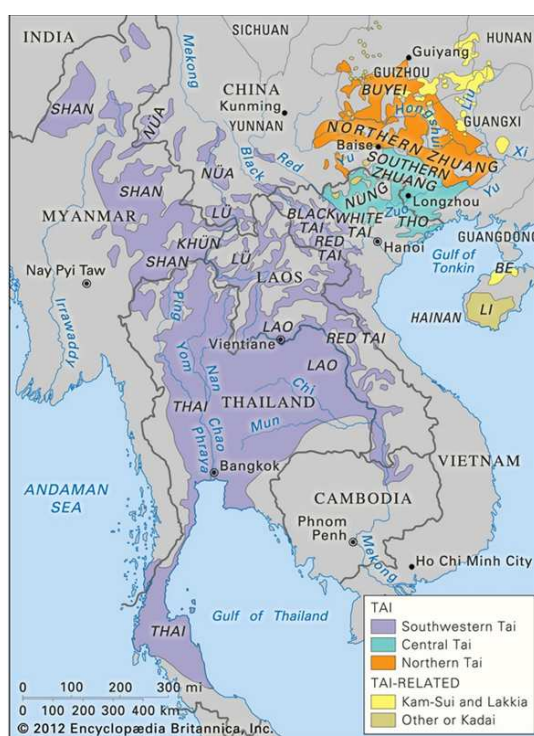 INDIA
SICHUAN
HUNAN
Guiyang
GUIZHOU
BUYEI
Mekong
CHINA
Kunming
YUNNAN
SHAN
NÜA
Hongshui
Liu
GUANGXI
NORTHERN ZHUANG
Baise
Yu
SOUTHERN
ZHUANG
Xi
Black
Red
NÜA
NUNG
Longzhou
Yu
SHAN
LÜ
BLACK
TAI
WHITE
TAI
Zuo
THO
MYANMAR
KHÜN
LÜ
RED
TAI
Hanoi
GUANGDONG
Gulf of
Tonkin
SHAN
BE
LAOS
Nay Pyi Taw
HAINAN
LI
Irrawaddy
Ping
Yom
Nan
LAO
Vientiane
RED TAI
LAO
Chi
THAI
THAILAND
Mun
Chao
Phraya
Bangkok
VIETNAM
ANDAMAN
SEA
CAMBODIA
Phnom
Penh
Mekong
Ho Chi Minh City
Gulf of Thailand
THAI
TAI
Southwestern Tai
Central Tai
Northern Tai
TAI-RELATED
Kam-Sui and Lakkia
Other or Kadai
0 100 200 300 mi
0 200 400 km
© 2012 Encyclopædia Britannica, Inc.